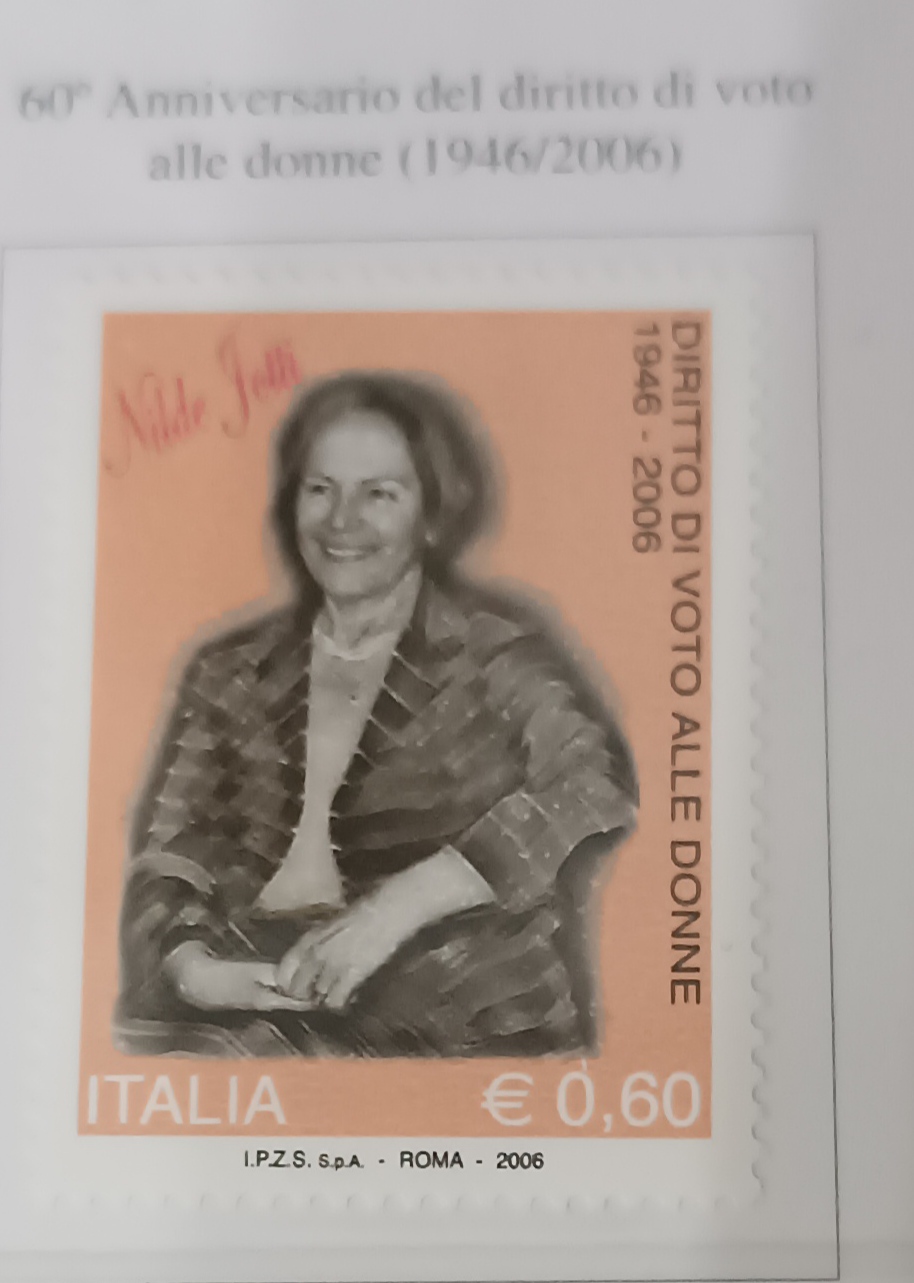 60° Anniversario del diritto di voto
alle donne (1946/2006)
Nilde Jotti
DIRITTO DI VOTO ALLE DONNE
1946 - 2006
ITALIA
€ 0,60
I.P.Z.S. S.p.A. - ROMA - 2006